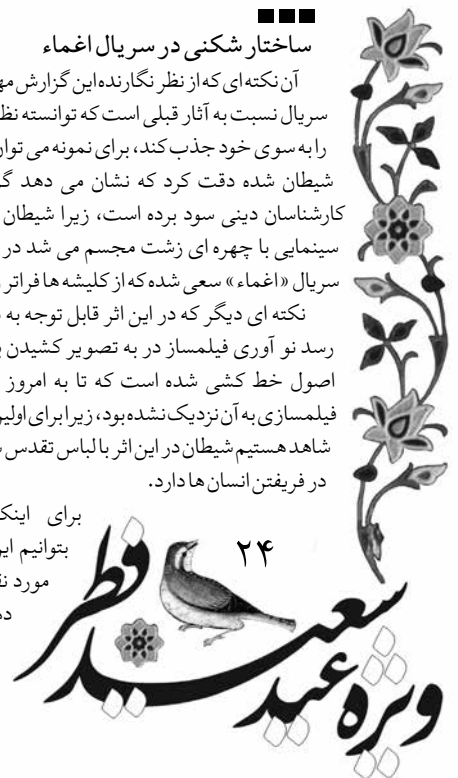 ساختار شکنی در سریال اغماء
آن نکته‌ای که از نظر نگارنده این گزارش
سریال نسبت به آثار قبلی است که توانسته
را به سوی خود جذب کند، برای نمونه می
شیطان شده دقت کرد که نشان می دهد
کارشناسان دینی سود برده است، زیرا شیطان
سینمایی با چهره ای زشت مجسم می شد در
سریال «اغماء» سعی شده که از کلیشه ها فراتر
نکته ای دیگر که در این اثر قابل توجه به
رسد نو آوری فیلمساز در به تصویر کشیدن
اصول خط کشی شده است که تا به امروز
فیلمسازی به آن نزدیک نشده بود، زیرا برای
شاهد هستیم شیطان در این اثر با لباس تقدس
در فریفتن انسان ها دارد.
برای
بتوانیم
مورد
۲۴
ویژه عید سعید فطر